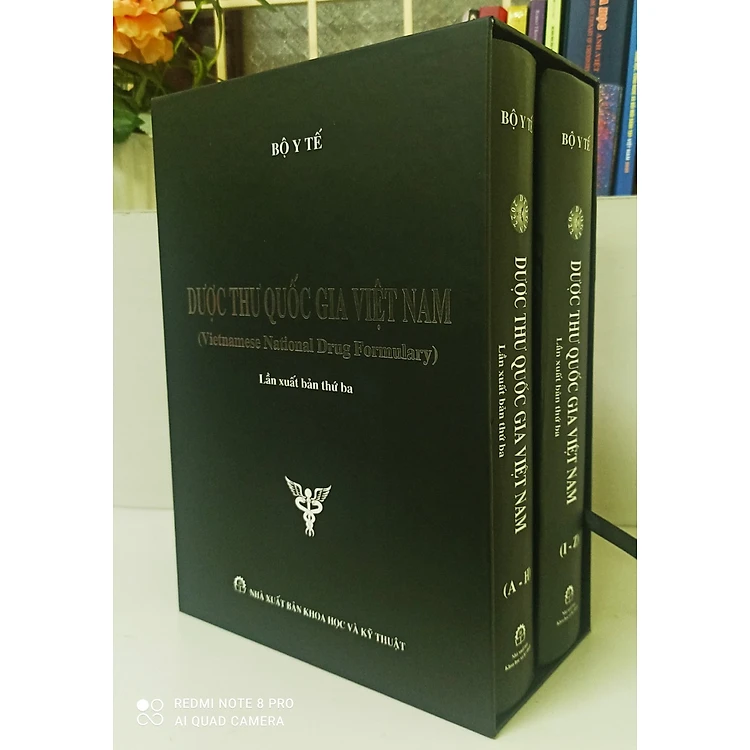 BỘ Y TẾ
DƯỢC THƯ QUỐC GIA VIỆT NAM
(Vietnamese National Drug Formulary)
Lần xuất bản thứ ba
NHÀ XUẤT BẢN KHOA HỌC VÀ KỸ THUẬT
BỘ Y TẾ
DƯỢC THƯ QUỐC GIA VIỆT NAM
Lần xuất bản thứ ba
(A - H)
BỘ Y TẾ
DƯỢC THƯ QUỐC GIA VIỆT NAM
Lần xuất bản thứ ba
(I - Z)
ANH-VIỆT
REDMI NOTE 8 PRO
AI QUAD CAMERA